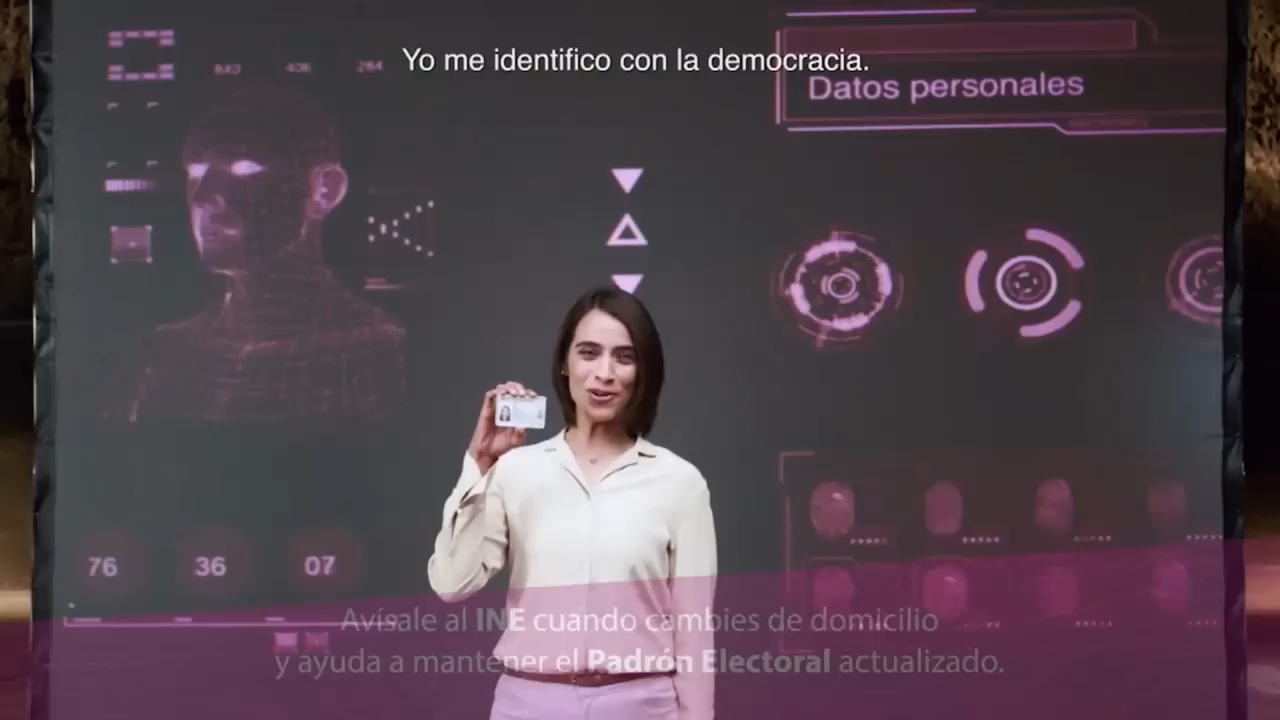 Yo me identifico con la democracia.
Datos personales
76 36 07
Avísale al INE cuando cambies de domicilio
y ayuda a mantener el Padrón Electoral actualizado.